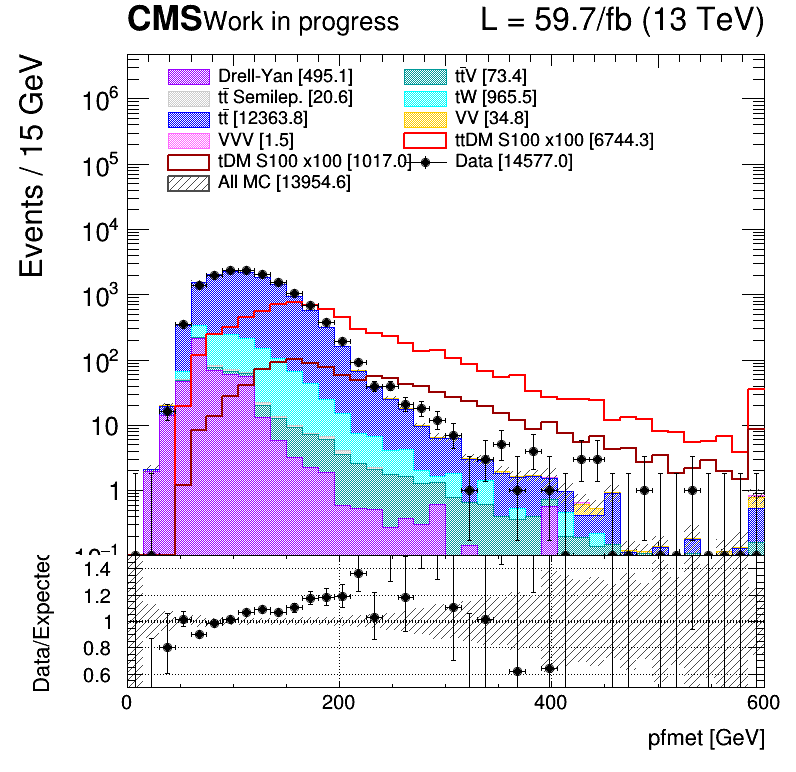 CMS Work in progress L = 59.7/fb (13 TeV)
Events / 15 GeV
Drell-Yan [495.1] tt̄V [73.4]
tt̄ Semilep. [20.6] tW [965.5]
tt̄ [12363.8] VV [34.8]
VVV [1.5] ttDM S100 x100 [6744.3]
tDM S100 x100 [1017.0] Data [14577.0]
All MC [13954.6]
10⁶
10⁵
10⁴
10³
10²
10
1
10⁻¹
Data/Expected
1.4
1.2
1
0.8
0.6
0 200 400 600
pfmet [GeV]